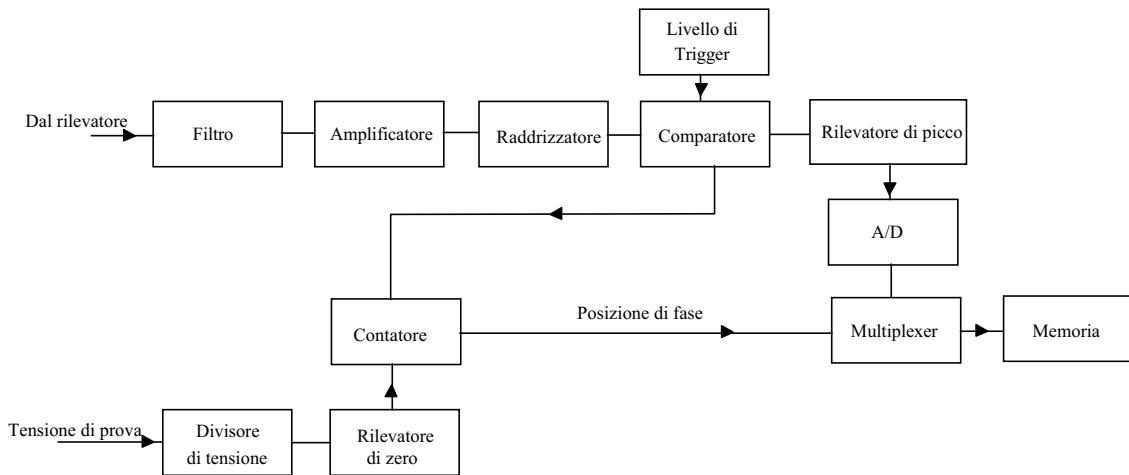 Livello di
Trigger
Dal rilevatore
Filtro
Amplificatore
Raddrizzatore
Comparatore
Rilevatore di picco
A/D
Posizione di fase
Contatore
Multiplexer
Memoria
Tensione di prova
Divisore
di tensione
Rilevatore
di zero